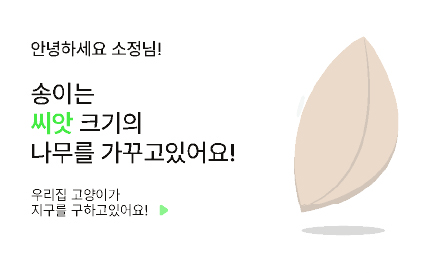 안녕하세요 소정님!
송이는
씨앗 크기의
나무를 가꾸고있어요!
우리집 고양이가
지구를 구하고있어요!